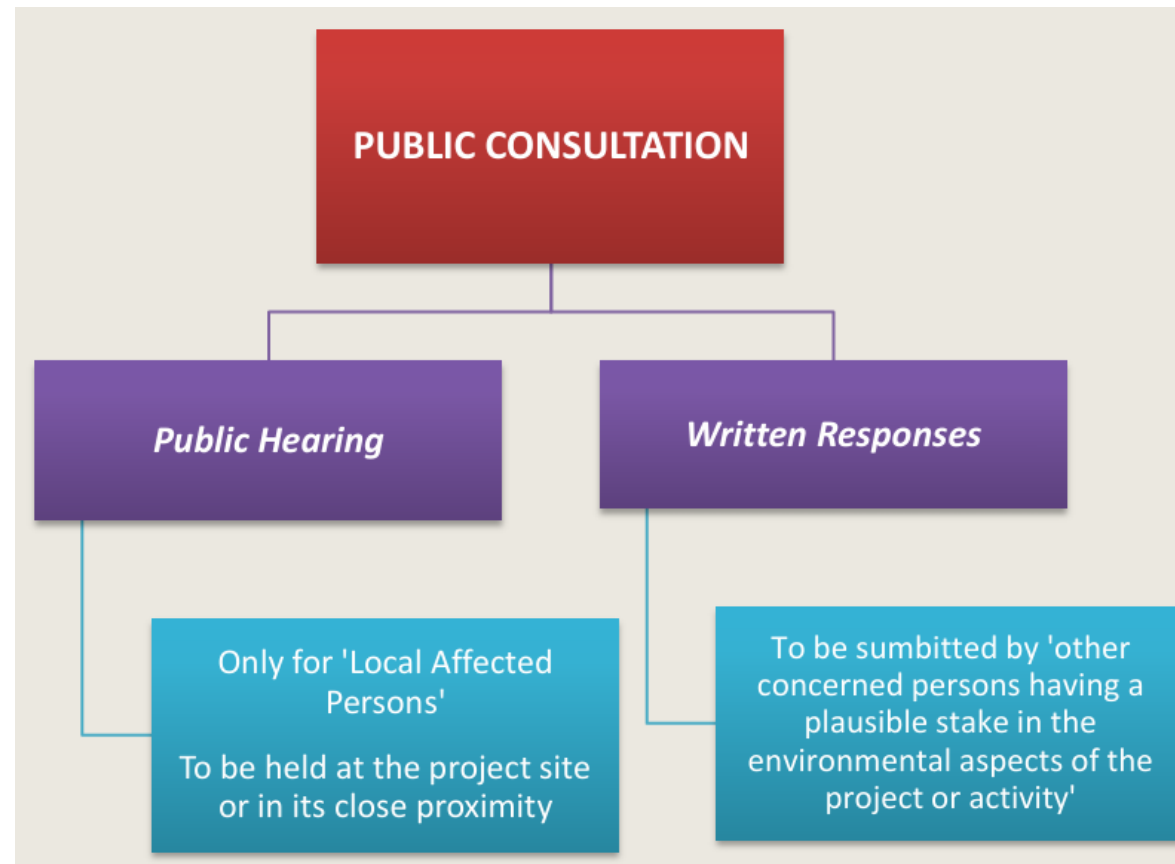 PUBLIC CONSULTATION
Public Hearing
Written Responses
Only for 'Local Affected
Persons'
To be held at the project site
or in its close proximity
To be sumbitted by 'other
concerned persons having a
plausible stake in the
environmental aspects of the
project or activity'